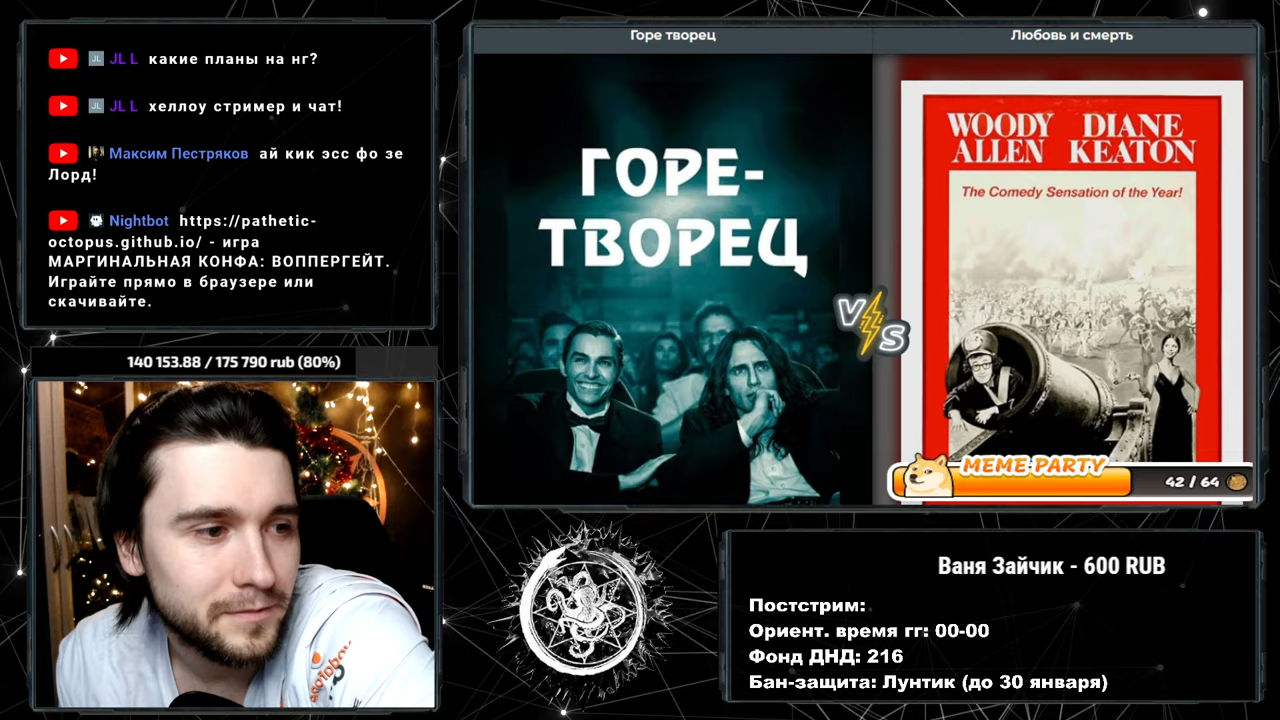 JL L какие планы на нг?
JL L хеллоу стример и чат!
Максим Пестряков ай кик эсс фо зе
Лорд!
Nightbot https://pathetic-
octopus.github.io/ - игра
МАРГИНАЛЬНАЯ КОНФА: ВОППЕРГЕЙТ.
Играйте прямо в браузере или
скачивайте.
140 153.88 / 175 790 rub (80%)
Горе творец
Любовь и смерть
ГОРЕ-
ТВОРЕЦ
VS
WOODY DIANE
ALLEN KEATON
The Comedy Sensation of the Year!
MEME PARTY
42 / 64
Ваня Зайчик - 600 RUB
Постстрим:
Ориент. время гг: 00-00
Фонд ДНД: 216
Бан-защита: Лунтик (до 30 января)